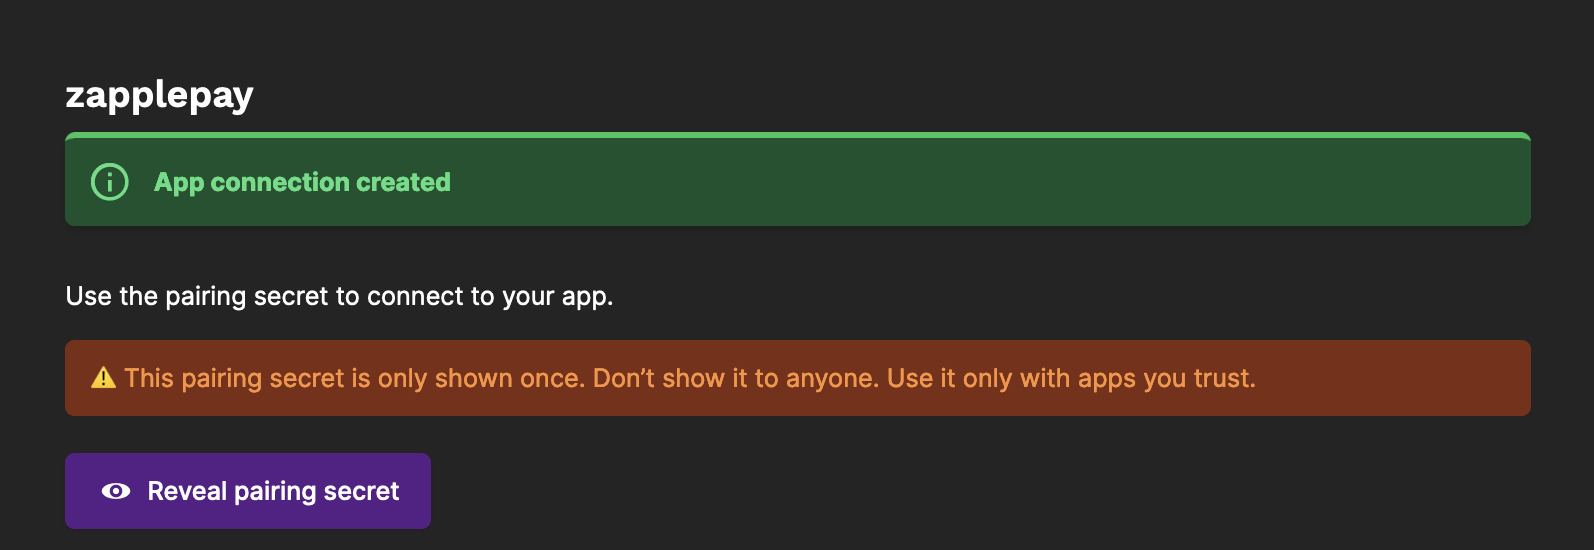 zapplepay
App connection created
Use the pairing secret to connect to your app.
⚠️ This pairing secret is only shown once. Don’t show it to anyone. Use it only with apps you trust.
Reveal pairing secret